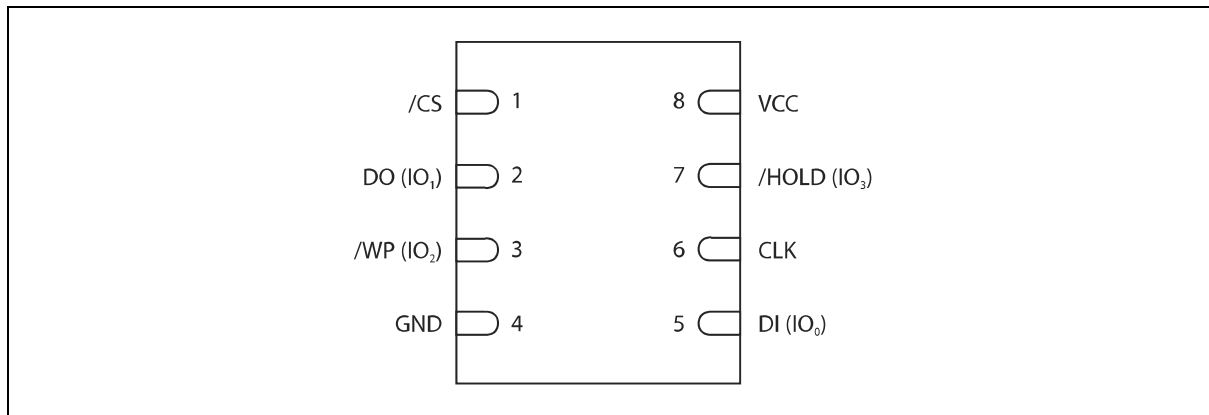 /CS 1 8 VCC
DO (IO₁) 2 7 /HOLD (IO₃)
/WP (IO₂) 3 6 CLK
GND 4 5 DI (IO₀)